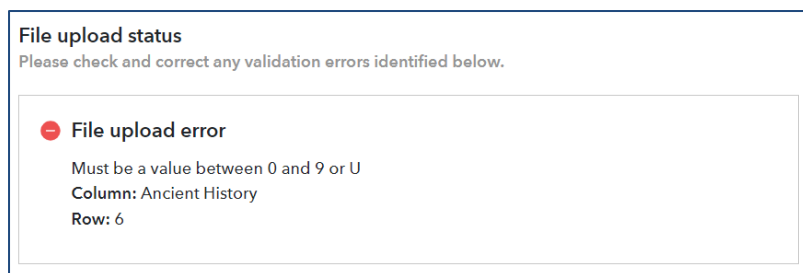 File upload status
Please check and correct any validation errors identified below.
File upload error
Must be a value between 0 and 9 or U
Column: Ancient History
Row: 6